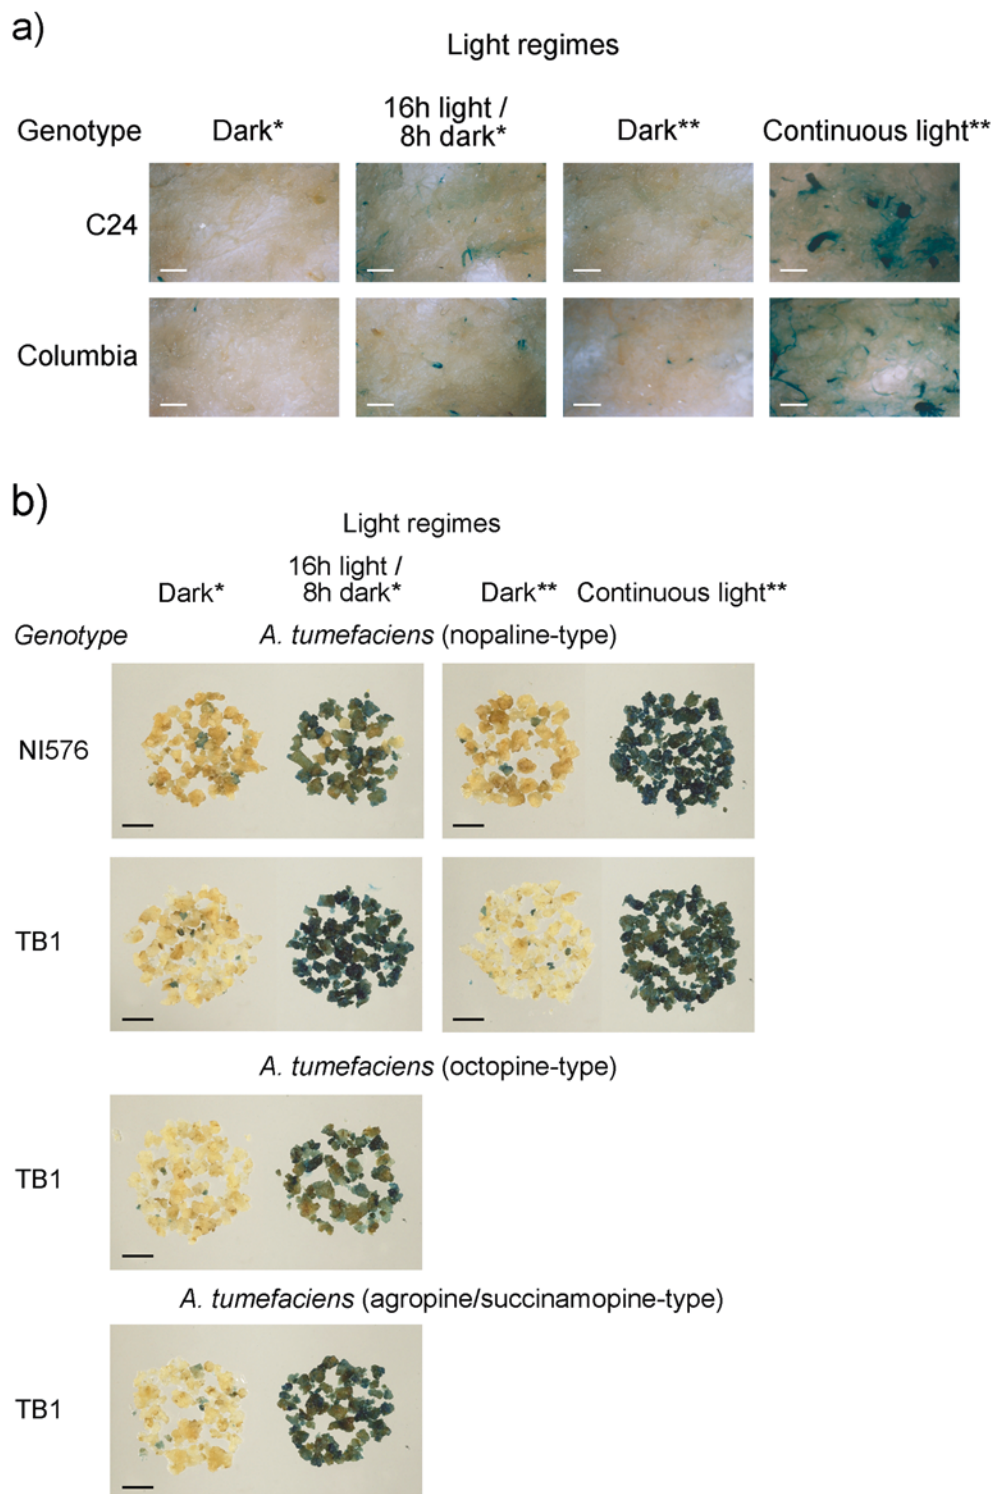 a)
Light regimes
Genotype Dark* 16h light / 8h dark* Dark** Continuous light**
C24
Columbia
b)
Light regimes
Dark* 16h light / 8h dark* Dark** Continuous light**
Genotype A. tumefaciens (nopaline-type)
NI576
TB1
A. tumefaciens (octopine-type)
TB1
A. tumefaciens (agropine/succinamopine-type)
TB1